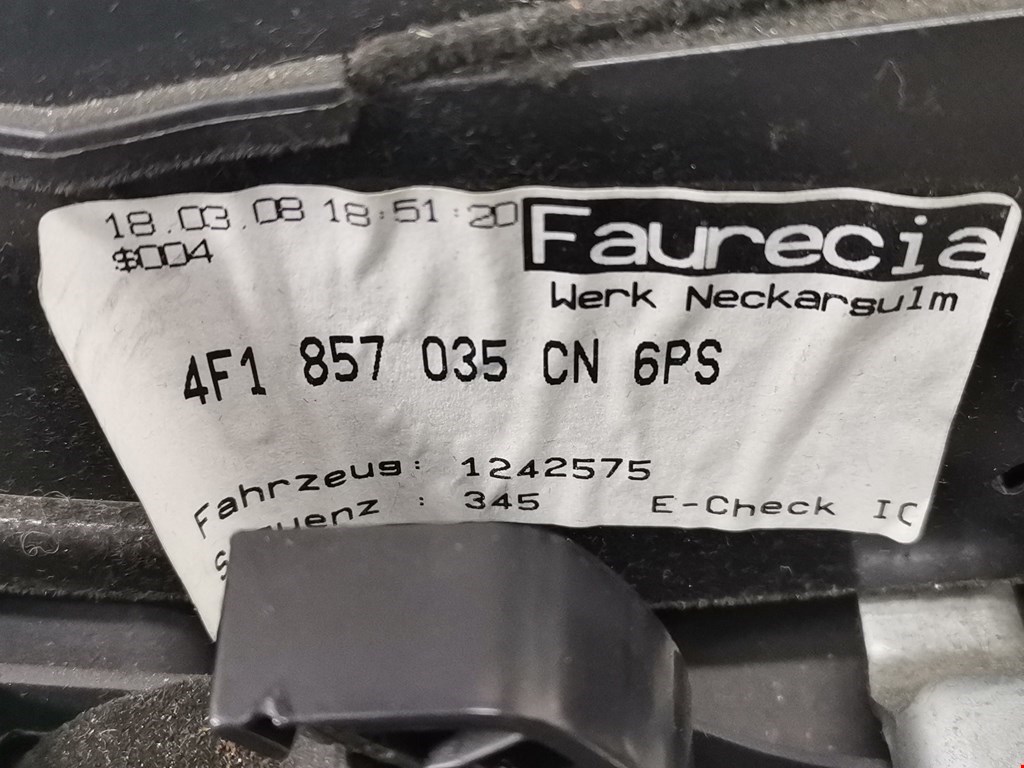 18.03.08 18:51:20
$004
Faurecia
Werk Neckarsulm
4F1 857 035 CN 6PS
Fahrzeug: 1242575
: 345
E-Check IC